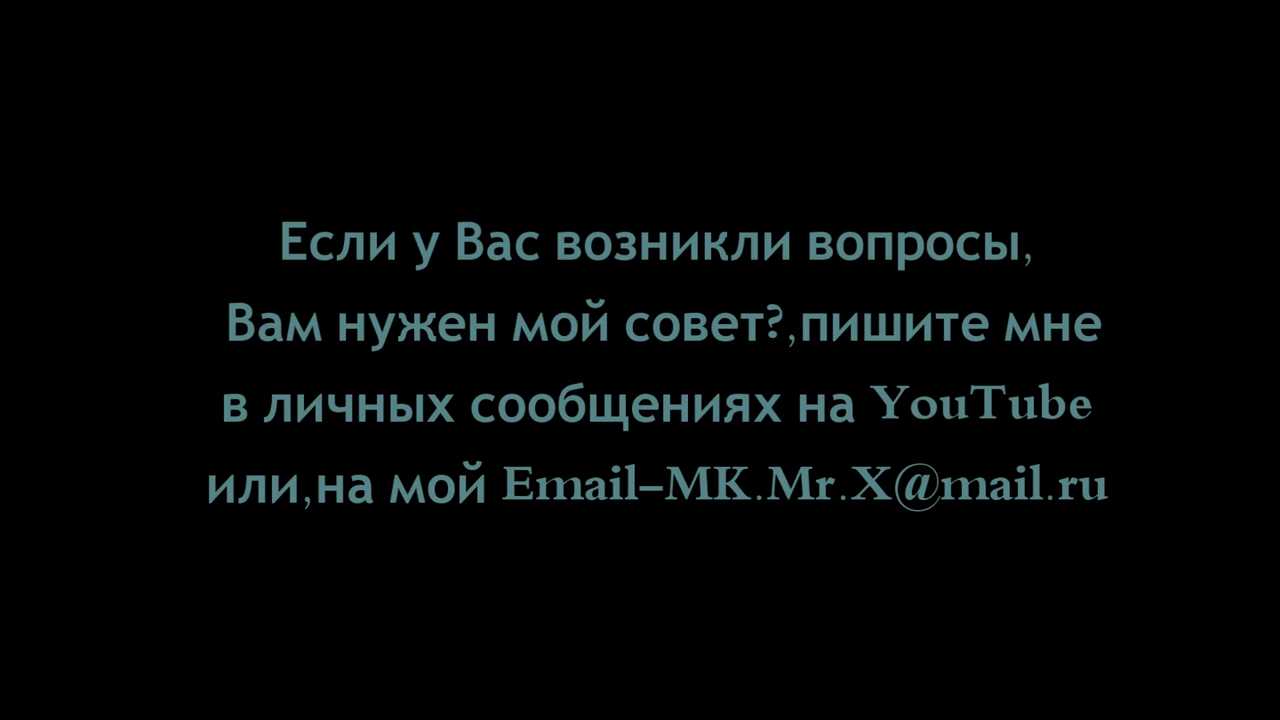 Если у Вас возникли вопросы,
Вам нужен мой совет?,пишите мне
в личных сообщениях на YouTube
или,на мой Email–MK.Mr.X@mail.ru